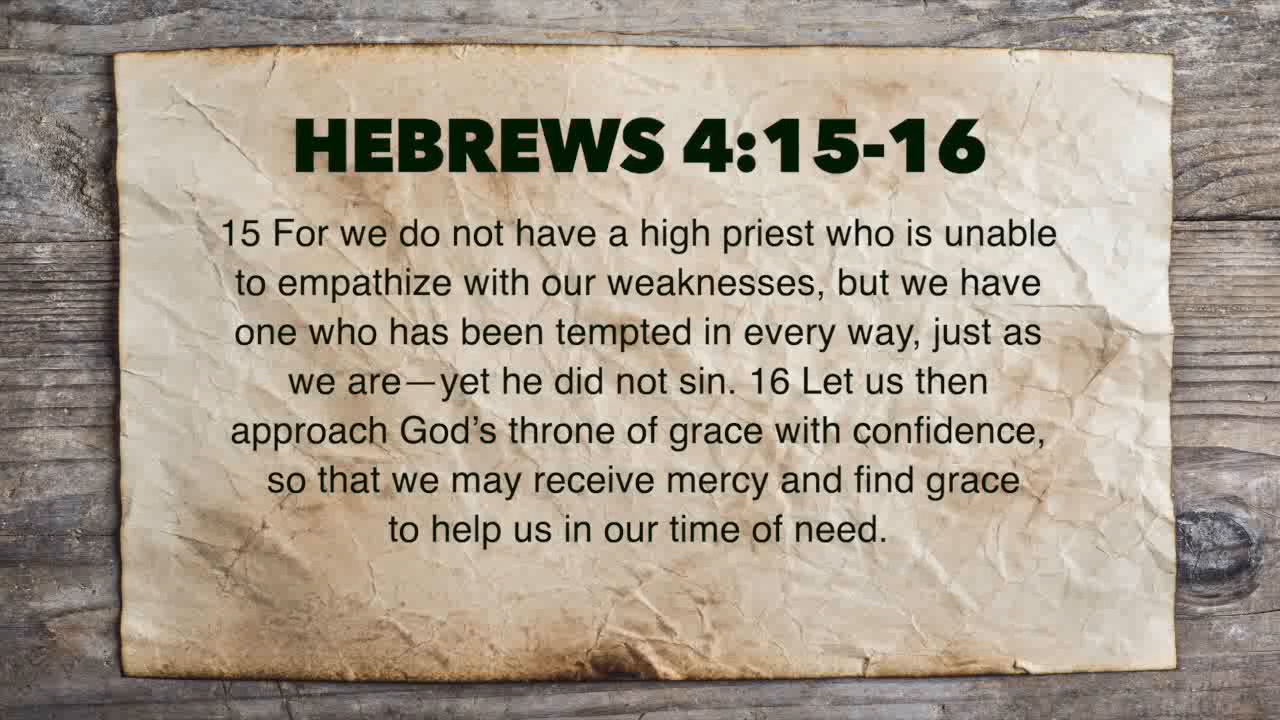 HEBREWS 4:15-16
15 For we do not have a high priest who is unable
to empathize with our weaknesses, but we have
one who has been tempted in every way, just as
we are—yet he did not sin. 16 Let us then
approach God’s throne of grace with confidence,
so that we may receive mercy and find grace
to help us in our time of need.